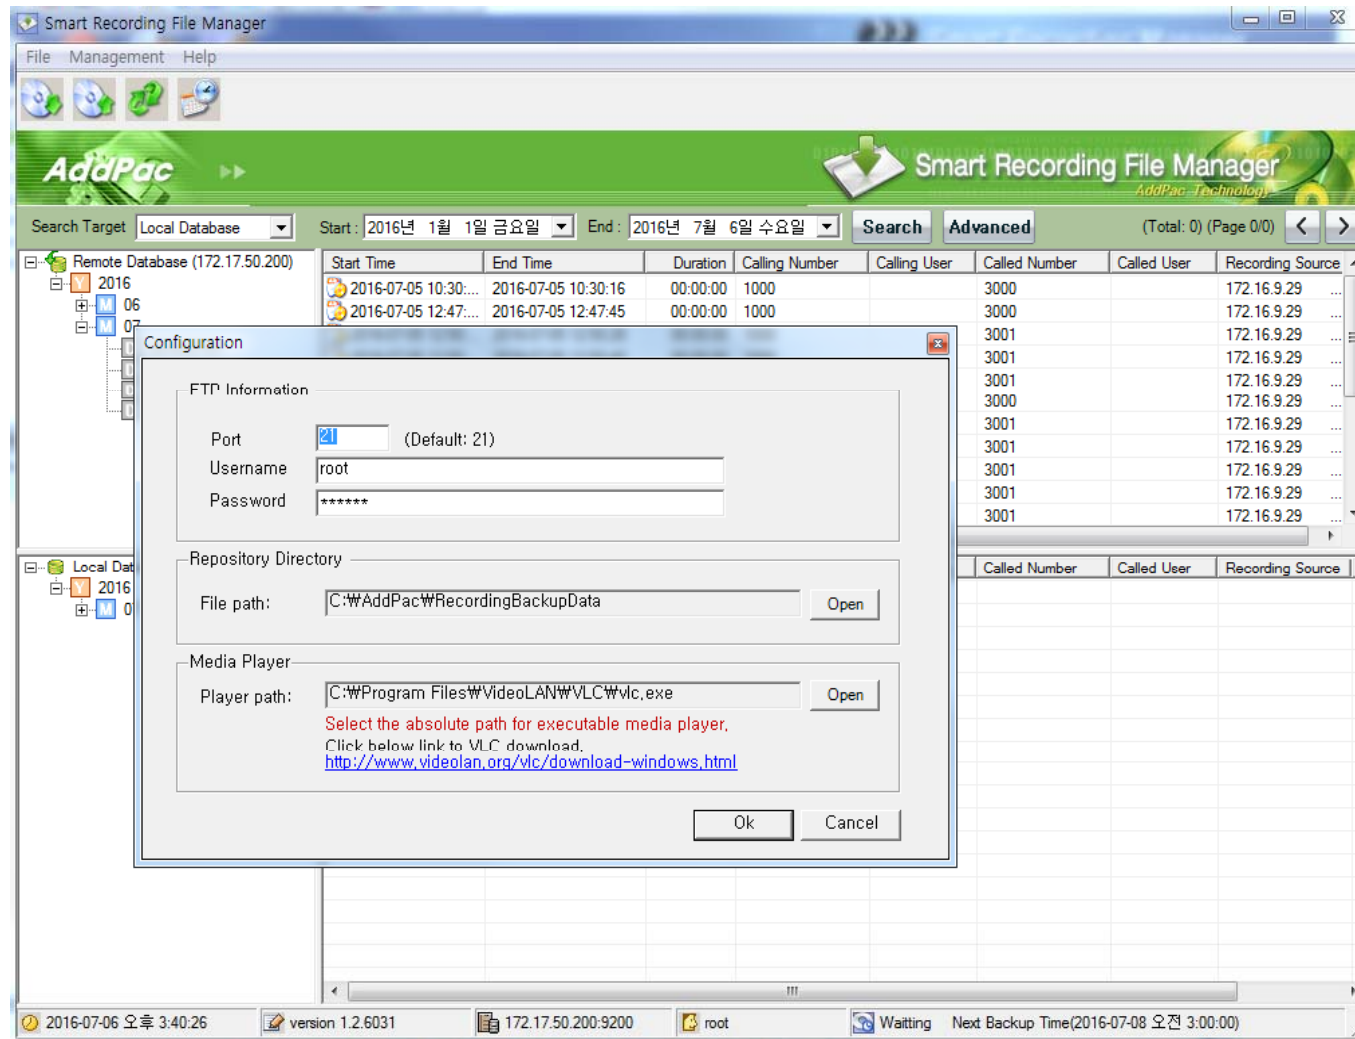 Smart Recording File Manager
File Management Help
AddPac
Smart Recording File Manager
AddPac Technology
Search Target Local Database Start : 2016년 1월 1일 금요일 End : 2016년 7월 6일 수요일 Search Advanced (Total: 0) (Page 0/0) < >
Remote Database (172.17.50.200)
2016
06
07
Start Time End Time Duration Calling Number Calling User Called Number Called User Recording Source
2016-07-05 10:30:... 2016-07-05 10:30:16 00:00:00 1000 3000 172.16.9.29 ...
2016-07-05 12:47:... 2016-07-05 12:47:45 00:00:00 1000 3000 172.16.9.29 ...
3001 172.16.9.29 ...
3001 172.16.9.29 ...
3001 172.16.9.29 ...
3000 172.16.9.29 ...
3001 172.16.9.29 ...
3001 172.16.9.29 ...
3001 172.16.9.29 ...
3001 172.16.9.29 ...
3001 172.16.9.29 ...
Configuration
FTP Information
Port 21 (Default: 21)
Username root
Password ******
Repository Directory
File path: C:₩AddPac₩RecordingBackupData Open
Media Player
Player path: C:₩Program Files₩VideoLAN₩VLC₩vlc.exe Open
Select the absolute path for executable media player.
Click below link to VLC download.
http://www.videolan.org/vlc/download-windows.html
Ok Cancel
Local Dat
2016
0
Called Number Called User Recording Source
2016-07-06 오후 3:40:26 version 1.2.6031 172.17.50.200:9200 root Waitting Next Backup Time(2016-07-08 오전 3:00:00)